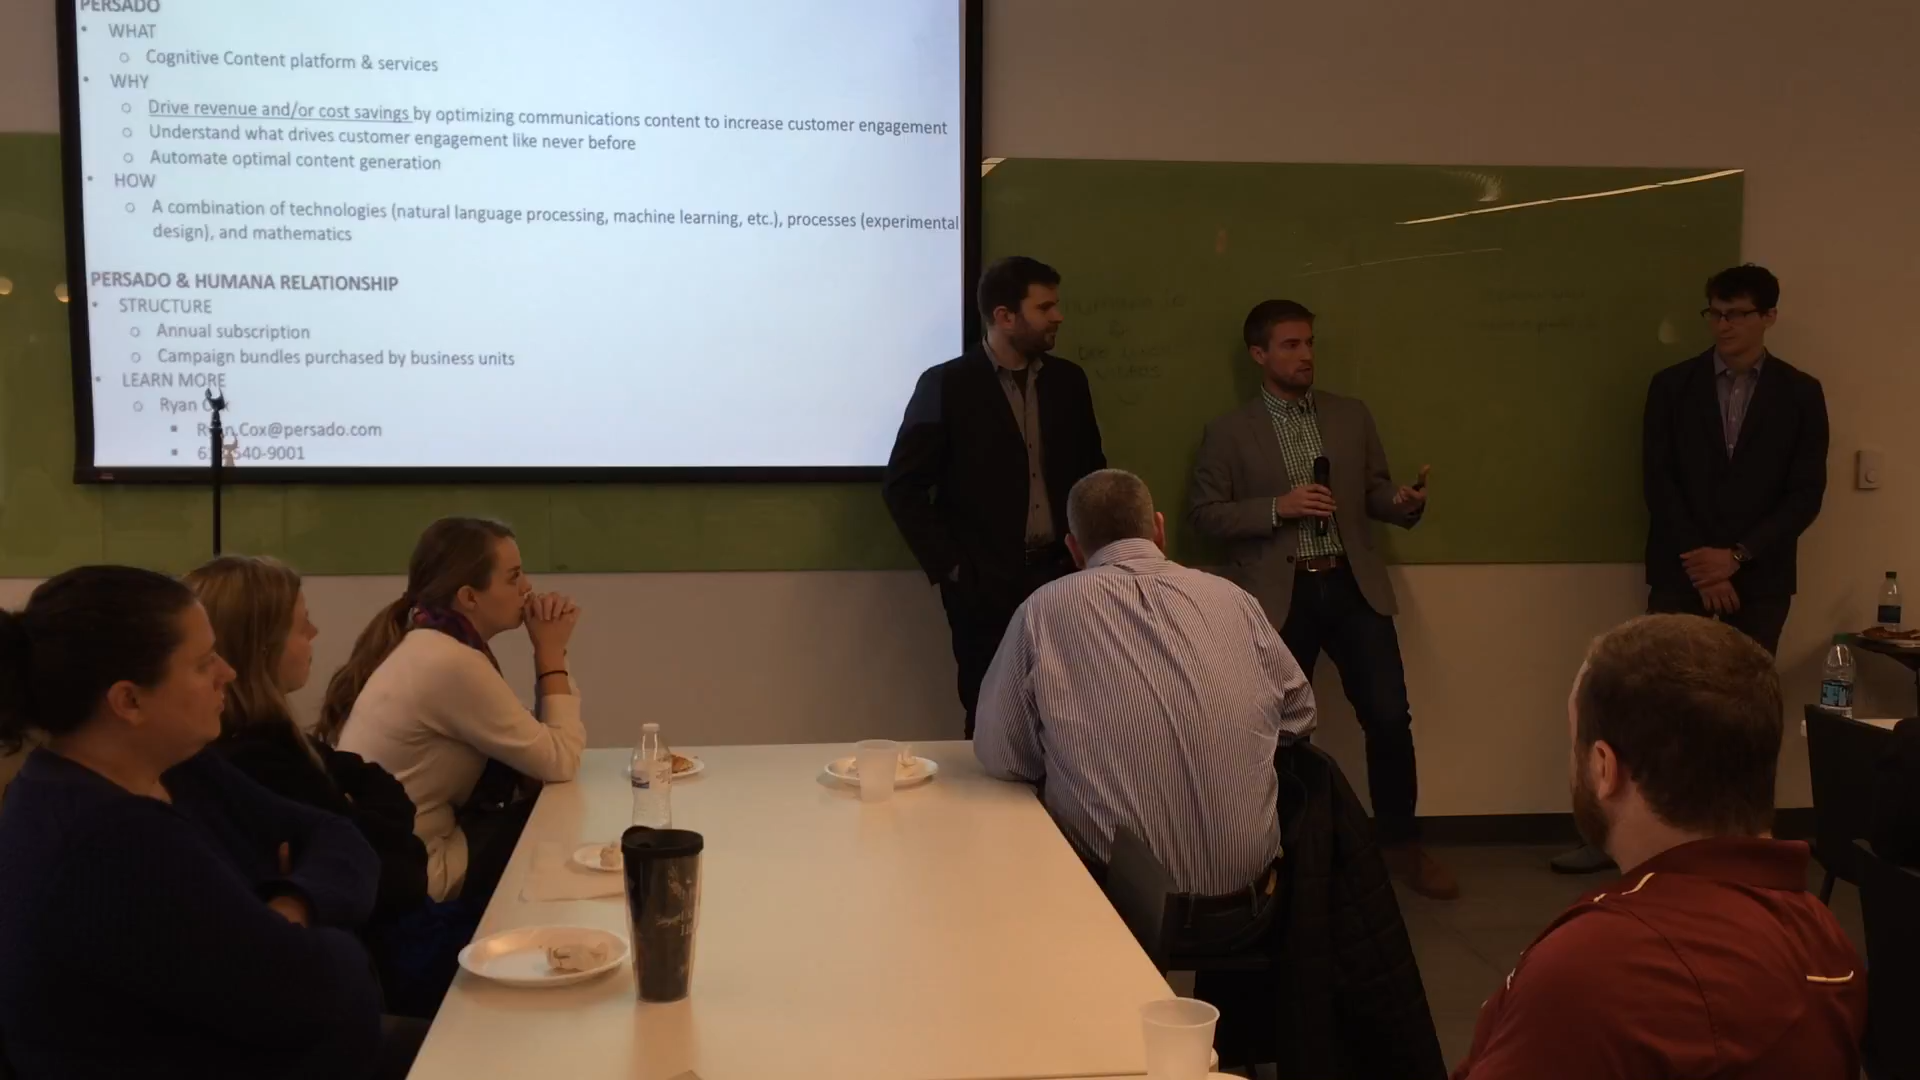 PERSADO
• WHAT
o Cognitive Content platform & services
• WHY
o Drive revenue and/or cost savings by optimizing communications content to increase customer engagement
o Understand what drives customer engagement like never before
o Automate optimal content generation
• HOW
o A combination of technologies (natural language processing, machine learning, etc.), processes (experimental
design), and mathematics
PERSADO & HUMANA RELATIONSHIP
• STRUCTURE
o Annual subscription
o Campaign bundles purchased by business units
• LEARN MORE
o Ryan
▪ Cox@persado.com
▪ 540-9001